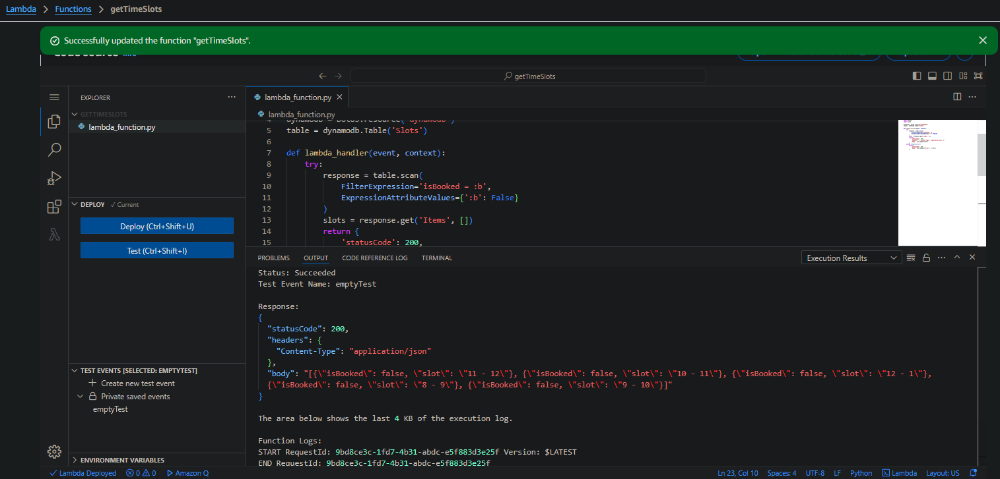 Lambda > Functions > getTimeSlots
Successfully updated the function "getTimeSlots".
getTimeSlots
EXPLORER
GETTIMESLOTS
lambda_function.py
DEPLOY ✓ Current
Deploy (Ctrl+Shift+U)
Test (Ctrl+Shift+I)
TEST EVENTS [SELECTED: EMPTYTEST]
Create new test event
Private saved events
emptyTest
ENVIRONMENT VARIABLES
lambda_function.py
lambda_function.py
4 dynamodb = boto3.resource('dynamodb')
5 table = dynamodb.Table('Slots')
6
7 def lambda_handler(event, context):
8     try:
9         response = table.scan(
10             FilterExpression='isBooked = :b',
11             ExpressionAttributeValues={':b': False}
12         )
13         slots = response.get('Items', [])
14         return {
15             'statusCode': 200,
PROBLEMS OUTPUT CODE REFERENCE LOG TERMINAL
Execution Results
Status: Succeeded
Test Event Name: emptyTest
Response:
{
  "statusCode": 200,
  "headers": {
    "Content-Type": "application/json"
  },
  "body": "[{\"isBooked\": false, \"slot\": \"11 - 12\"}, {\"isBooked\": false, \"slot\": \"10 - 11\"}, {\"isBooked\": false, \"slot\": \"12 - 1\"},
{\"isBooked\": false, \"slot\": \"8 - 9\"}, {\"isBooked\": false, \"slot\": \"9 - 10\"}]"
}
The area below shows the last 4 KB of the execution log.
Function Logs:
START RequestId: 9bd8ce3c-1fd7-4b31-abdc-e5f883d3e25f Version: $LATEST
END RequestId: 9bd8ce3c-1fd7-4b31-abdc-e5f883d3e25f
Lambda Deployed 0 0 Amazon Q
Ln 23, Col 10 Spaces: 4 UTF-8 LF Python Lambda Layout: US